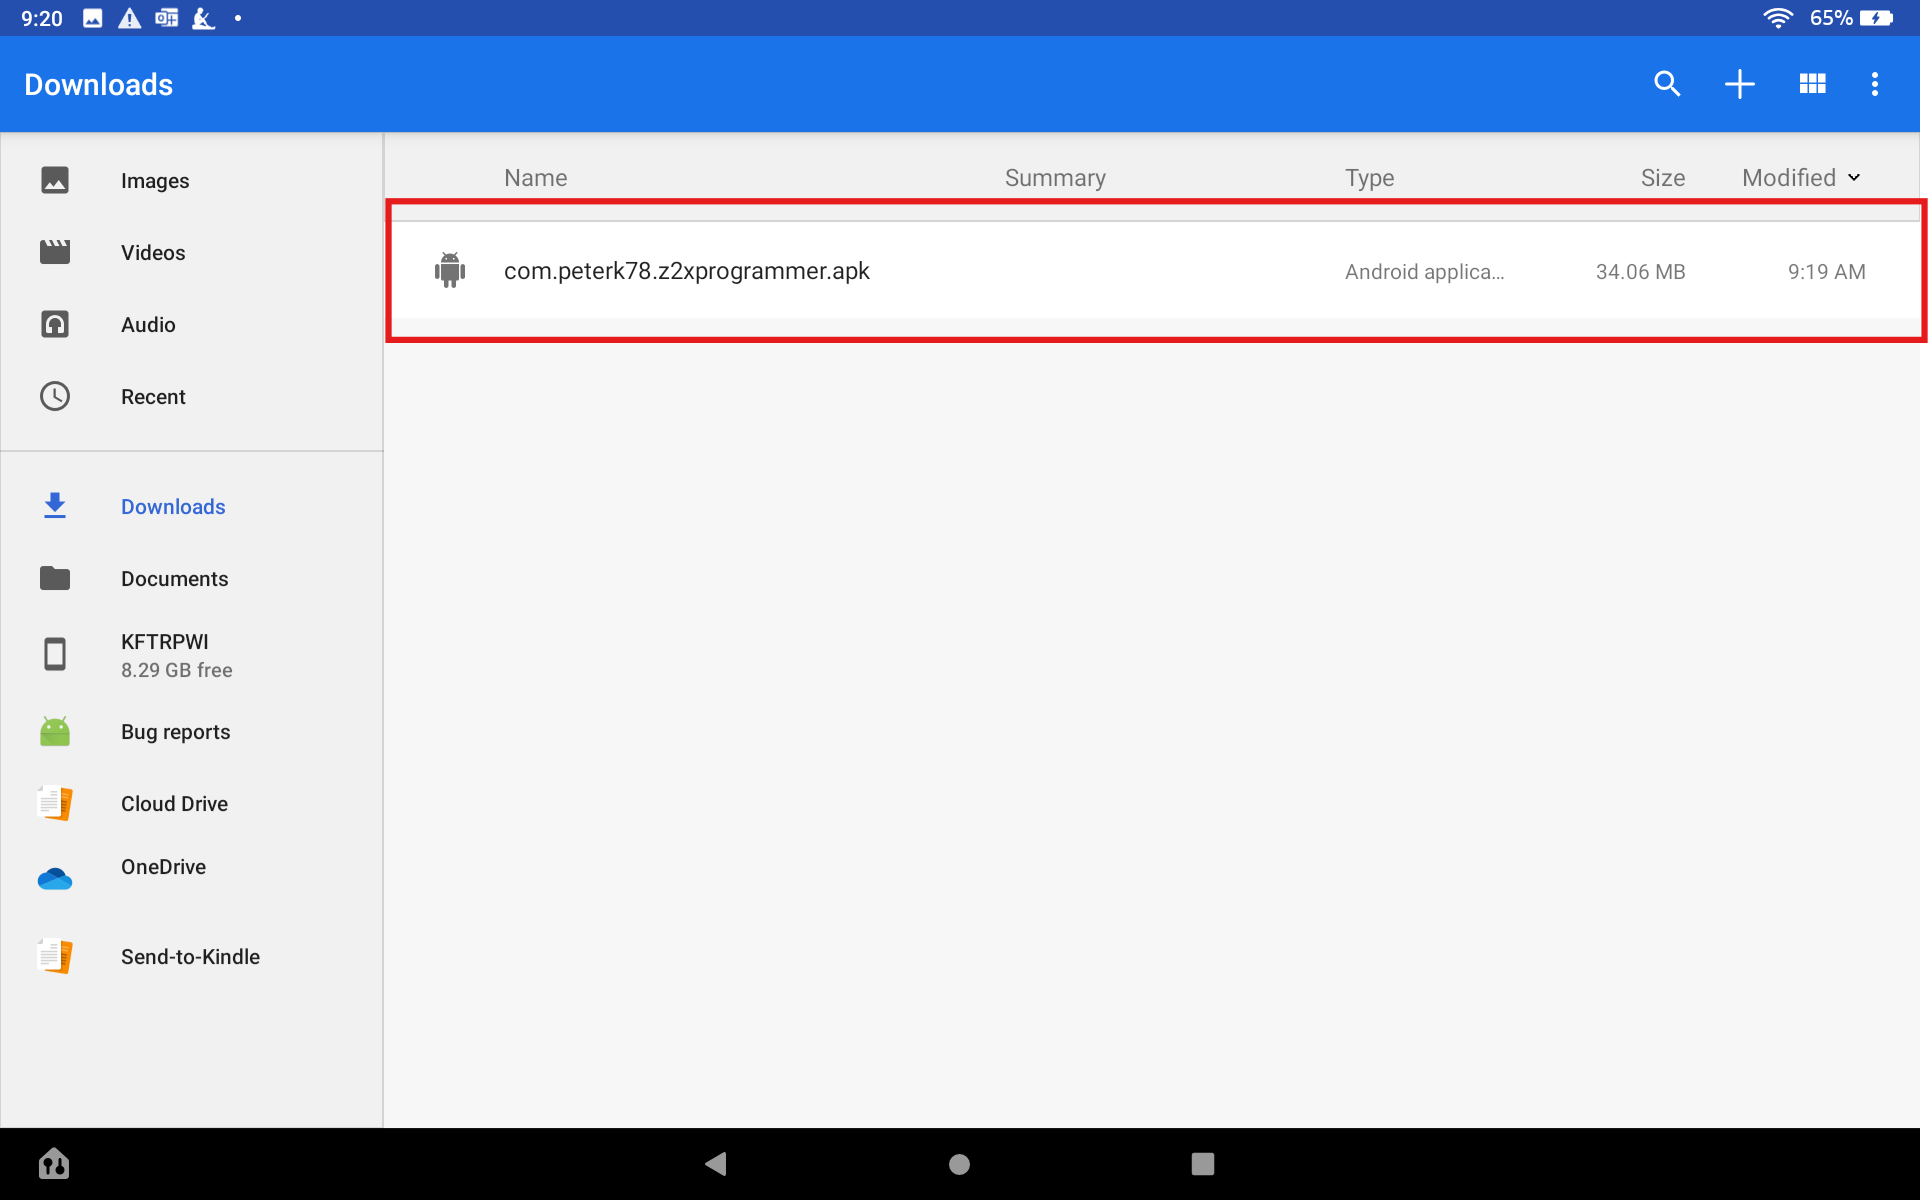 9:20
65%
Downloads
Images
Videos
Audio
Recent
Downloads
Documents
KFTRPWI
8.29 GB free
Bug reports
Cloud Drive
OneDrive
Send-to-Kindle
Name Summary Type Size Modified
com.peterk78.z2xprogrammer.apk Android applica... 34.06 MB 9:19 AM